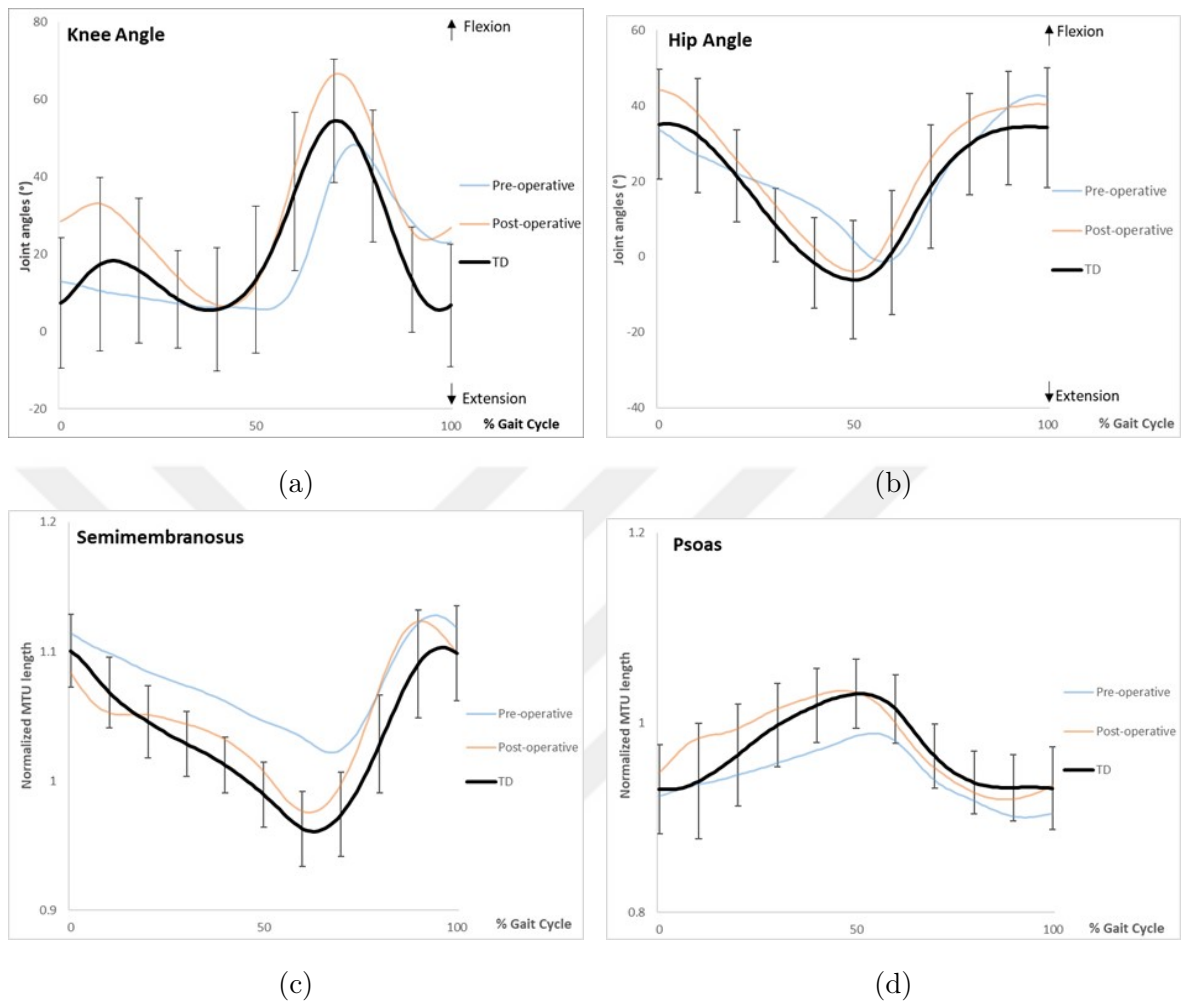 Knee Angle
Flexion
80
60
40
20
0
-20
Joint angles (°)
Pre-operative
Post-operative
TD
Extension
0
50
100
% Gait Cycle
Hip Angle
Flexion
60
40
20
0
-20
-40
Joint angles (°)
Pre-operative
Post-operative
TD
Extension
0
50
100
% Gait Cycle
(a)
(b)
Semimembranosus
1.2
1.1
1
0.9
Normalized MTU length
Pre-operative
Post-operative
TD
0
50
100
% Gait Cycle
Psoas
1.2
1
0.8
Normalized MTU length
Pre-operative
Post-operative
TD
0
50
100
% Gait Cycle
(c)
(d)